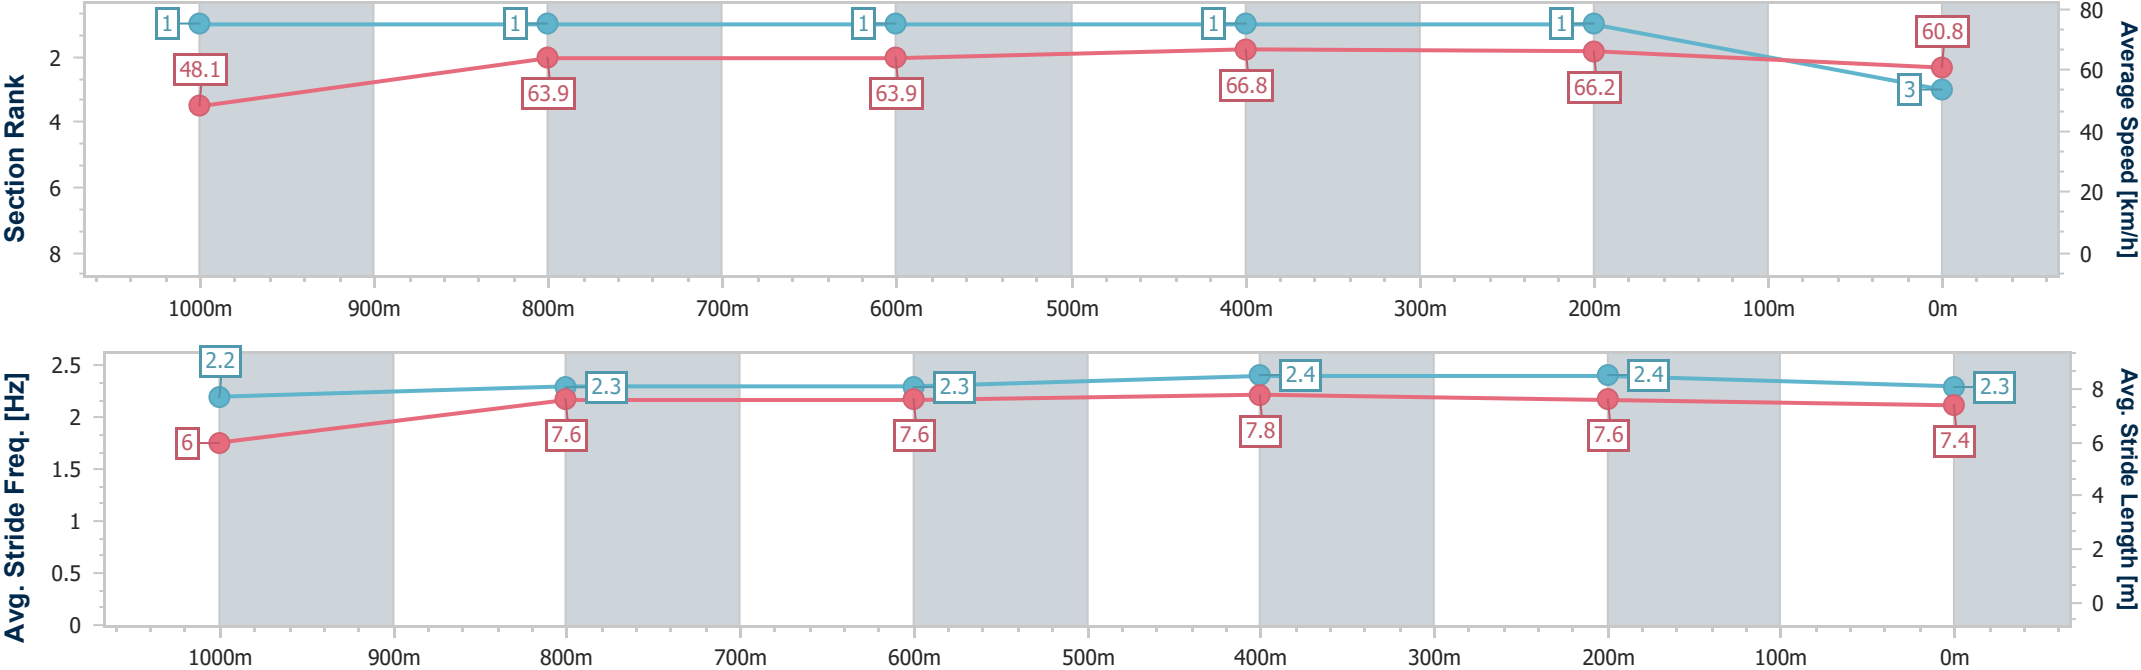 Section Rank
2
4
6
8
1
1
1
1
1
3
48.1
63.9
63.9
66.8
66.2
60.8
80
60
40
20
0
Average Speed [km/h]
1000m
900m
800m
700m
600m
500m
400m
300m
200m
100m
0m
Avg. Stride Freq. [Hz]
2.5
2
1.5
1
0.5
0
2.2
2.3
2.3
2.4
2.4
2.3
6
7.6
7.6
7.8
7.6
7.4
8
6
4
2
0
Avg. Stride Length [m]
1000m
900m
800m
700m
600m
500m
400m
300m
200m
100m
0m